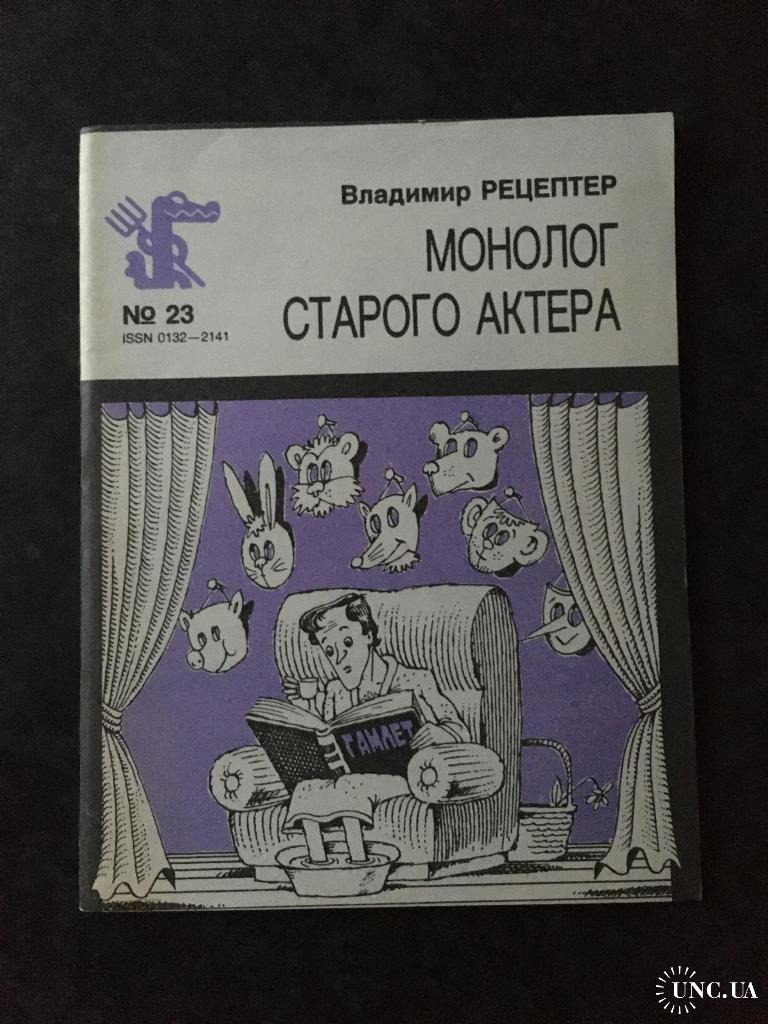 Владимир РЕЦЕПТЕР
МОНОЛОГ
СТАРОГО АКТЕРА
№ 23
ISSN 0132—2141
ГАМЛЕТ
UNC.UA